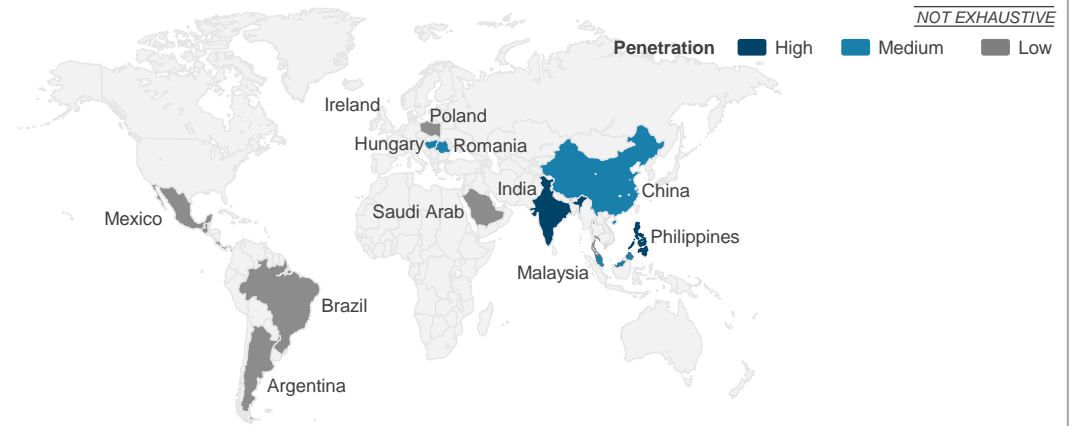 NOT EXHAUSTIVE
Penetration High Medium Low
Ireland
Poland
Hungary
Romania
India
China
Mexico
Saudi Arab
Philippines
Malaysia
Brazil
Argentina